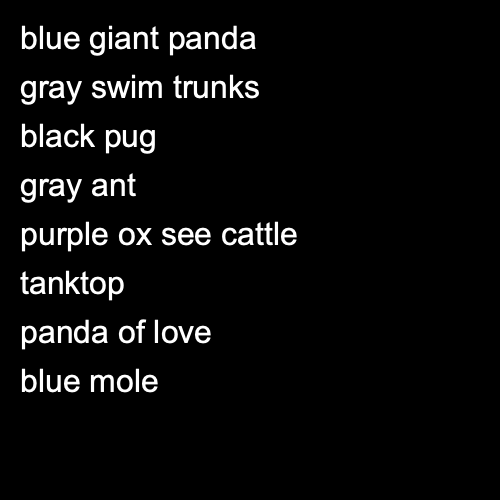 blue giant panda
gray swim trunks
black pug
gray ant
purple ox see cattle
tanktop
panda of love
blue mole